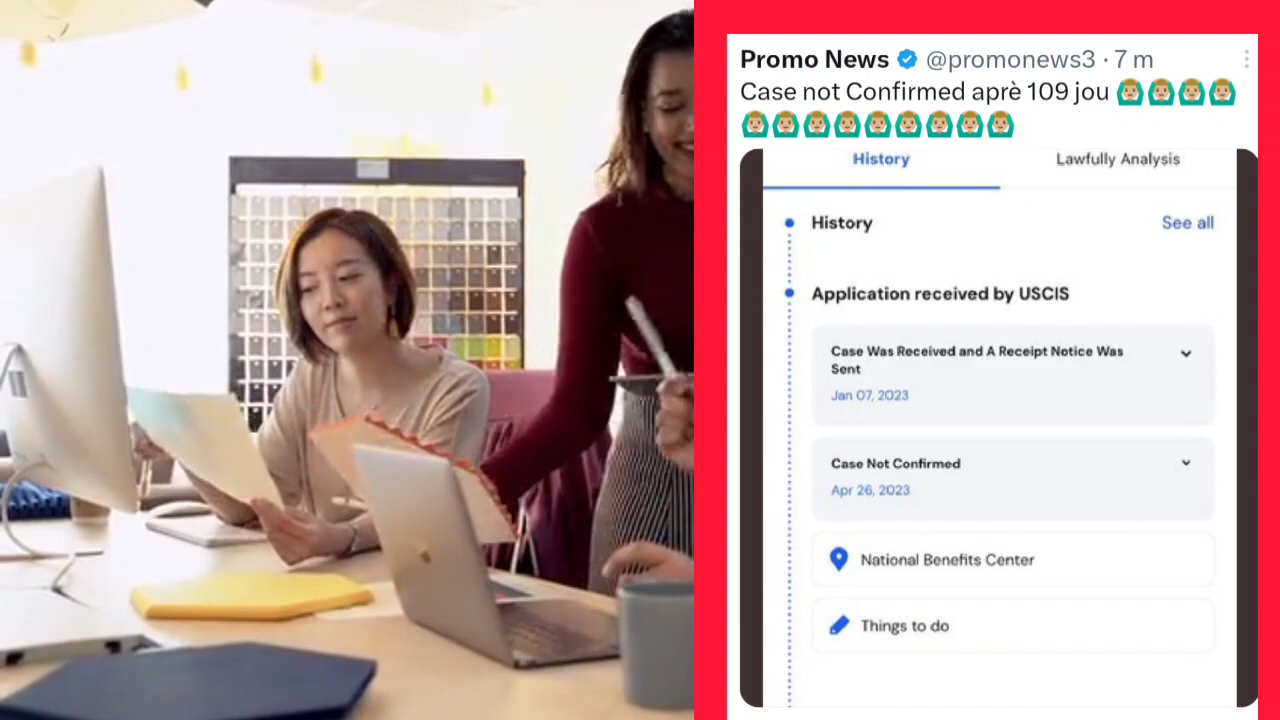 Promo News @promonews3 · 7 m
Case not Confirmed aprè 109 jou 🙆🏼‍♂️🙆🏼‍♂️🙆🏼‍♂️🙆🏼‍♂️
🙆🏼‍♂️🙆🏼‍♂️🙆🏼‍♂️🙆🏼‍♂️🙆🏼‍♂️🙆🏼‍♂️🙆🏼‍♂️🙆🏼‍♂️🙆🏼‍♂️
History Lawfully Analysis
History See all
Application received by USCIS
Case Was Received and A Receipt Notice Was
Sent
Jan 07, 2023
Case Not Confirmed
Apr 26, 2023
National Benefits Center
Things to do